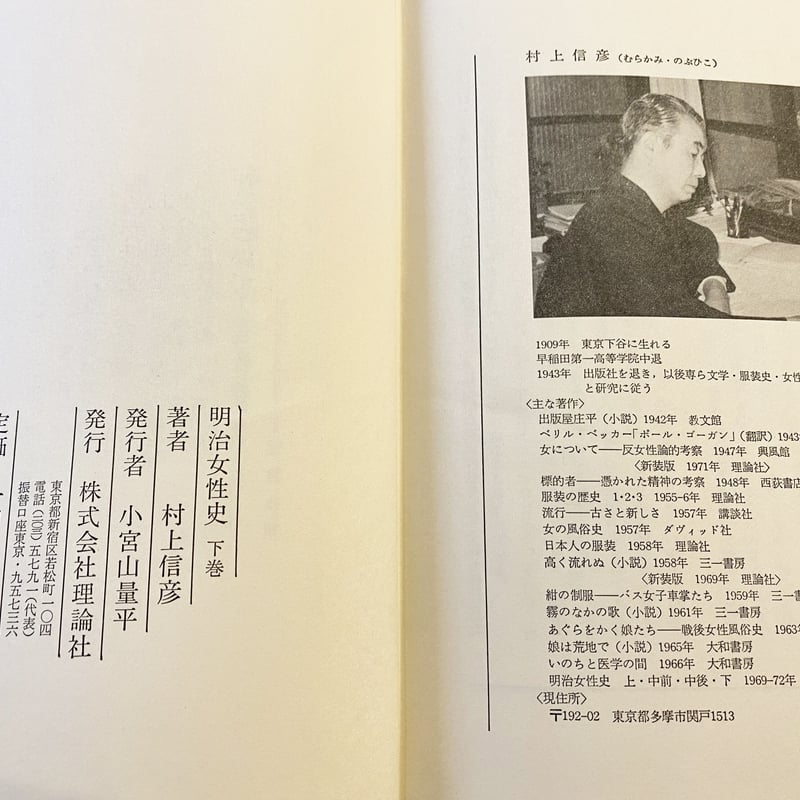 村上信彦（むらかみ・のぶひこ）
1909年　東京下谷に生れる
早稲田第一高等学院中退
1943年　出版社を退き，以後専ら文学・服装史・女性
と研究に従う
〈主な著作〉
出版屋庄平（小説）1942年　教文館
ベリル・ベッカー「ポール・ゴーガン」（翻訳）1943
女について――反女性論的考察　1947年　興風館
〈新装版　1971年　理論社〉
標的者――憑かれた精神の考察　1948年　西荻書店
服装の歴史　1・2・3　1955-6年　理論社
流行――古さと新しさ　1957年　講談社
女の風俗史　1957年　ダヴィッド社
日本人の服装　1958年　理論社
高く流れぬ（小説）1958年　三一書房
〈新装版　1969年　理論社〉
紺の制服――バス女子車掌たち　1959年　三一書
霧のなかの歌（小説）1961年　三一書房
あぐらをかく娘たち――戦後女性風俗史　1963
娘は荒地で（小説）1965年　大和書房
いのちと医学の間　1966年　大和書房
明治女性史　上・中前・中後・下　1969-72年
〈現住所〉
〒192-02　東京都多摩市関戸1513
明治女性史　下巻
著者　村上信彦
発行者　小宮山量平
発行　株式会社理論社
東京都新宿区若松町一〇四
電話（二〇三）五七九一（代表）
振替口座東京・九五七三六
定価